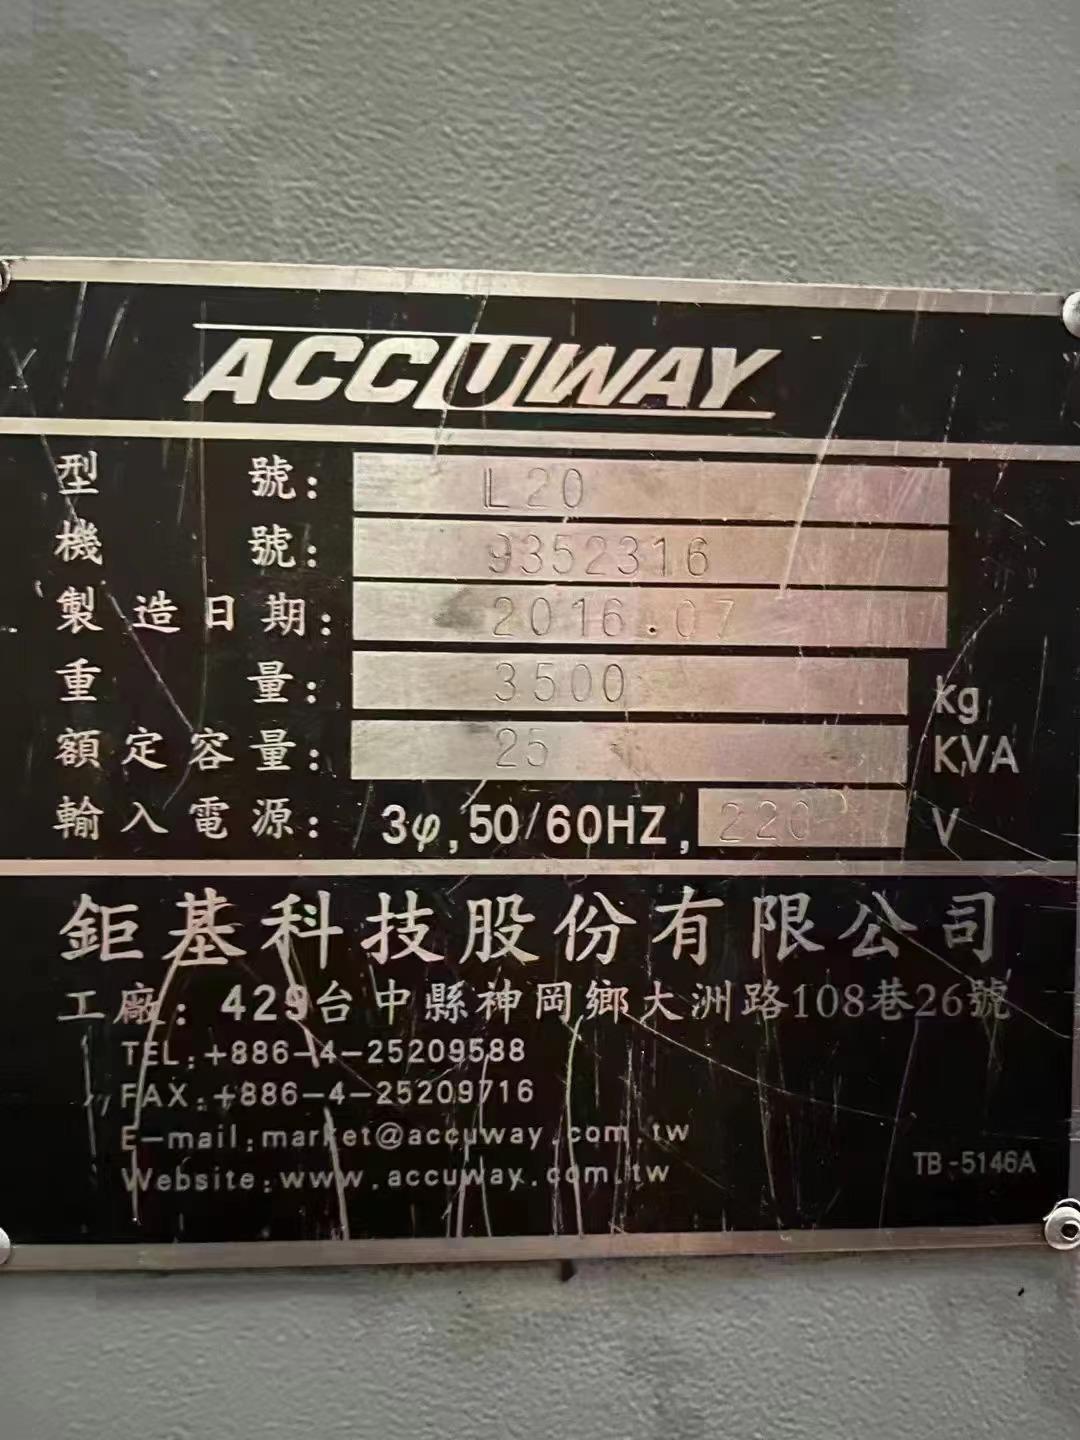 ACCUWAY
型號: L20
機號: 9352316
製造日期: 2016.07
重量: 3500 kg
額定容量: 25 KVA
輸入電源: 3φ,50/60HZ, 220 V
鉅基科技股份有限公司
工廠: 429台中縣神岡鄉大洲路108巷26號
TEL:+886-4-25209588
FAX:+886-4-25209716
E-mail:market@accuway.com.tw
Website:www.accuway.com.tw
TB-5146A